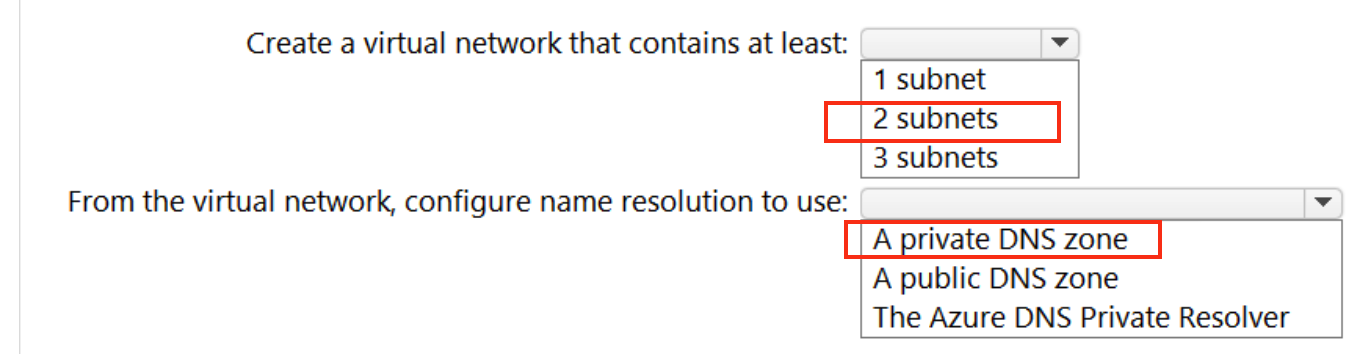 Create a virtual network that contains at least:
1 subnet
2 subnets
3 subnets
From the virtual network, configure name resolution to use:
A private DNS zone
A public DNS zone
The Azure DNS Private Resolver